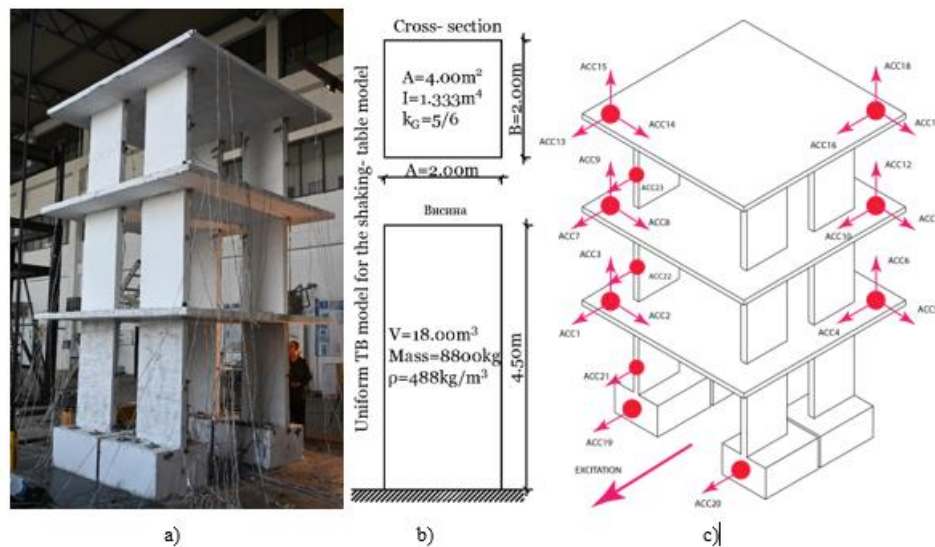 Cross- section
A=4.00m²
I=1.333m⁴
k_G=5/6
B=2.00m
A=2.00m
Uniform TB model for the shaking- table model
Висина
V=18.00m³
Mass=8800kg
ρ=488kg/m³
4.50m
ACC15
ACC18
ACC13
ACC14
ACC16
ACC1
ACC9
ACC23
ACC12
ACC7
ACC8
ACC10
ACC3
ACC22
ACC6
ACC1
ACC2
ACC4
ACC5
ACC21
ACC19
EXCITATION
ACC20
a)
b)
c)